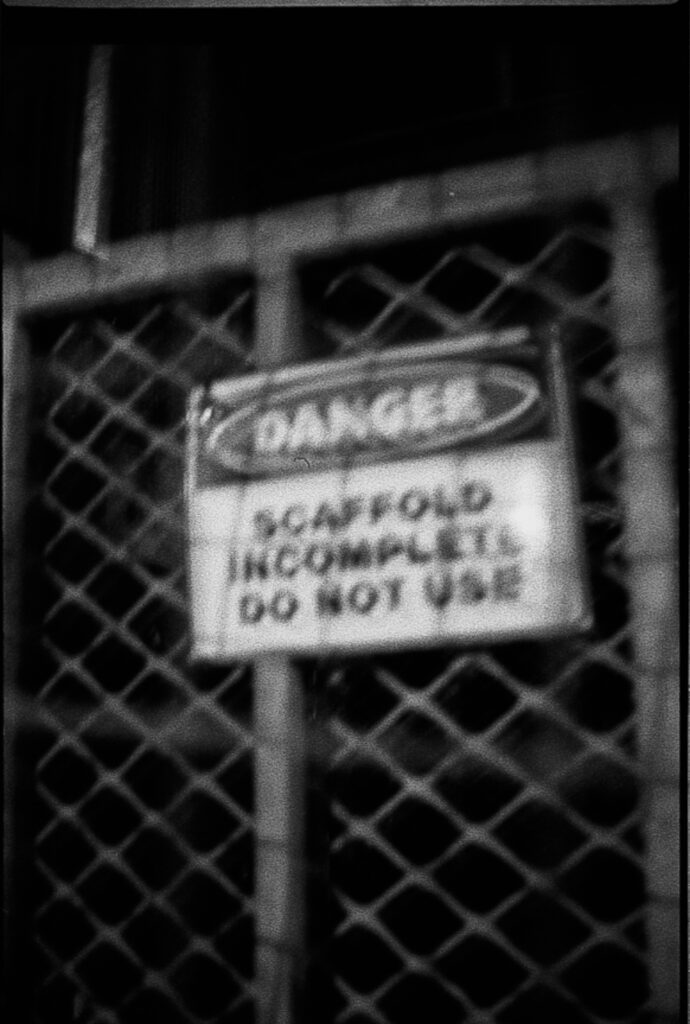 DANGER
SCAFFOLD
INCOMPLETE
DO NOT USE